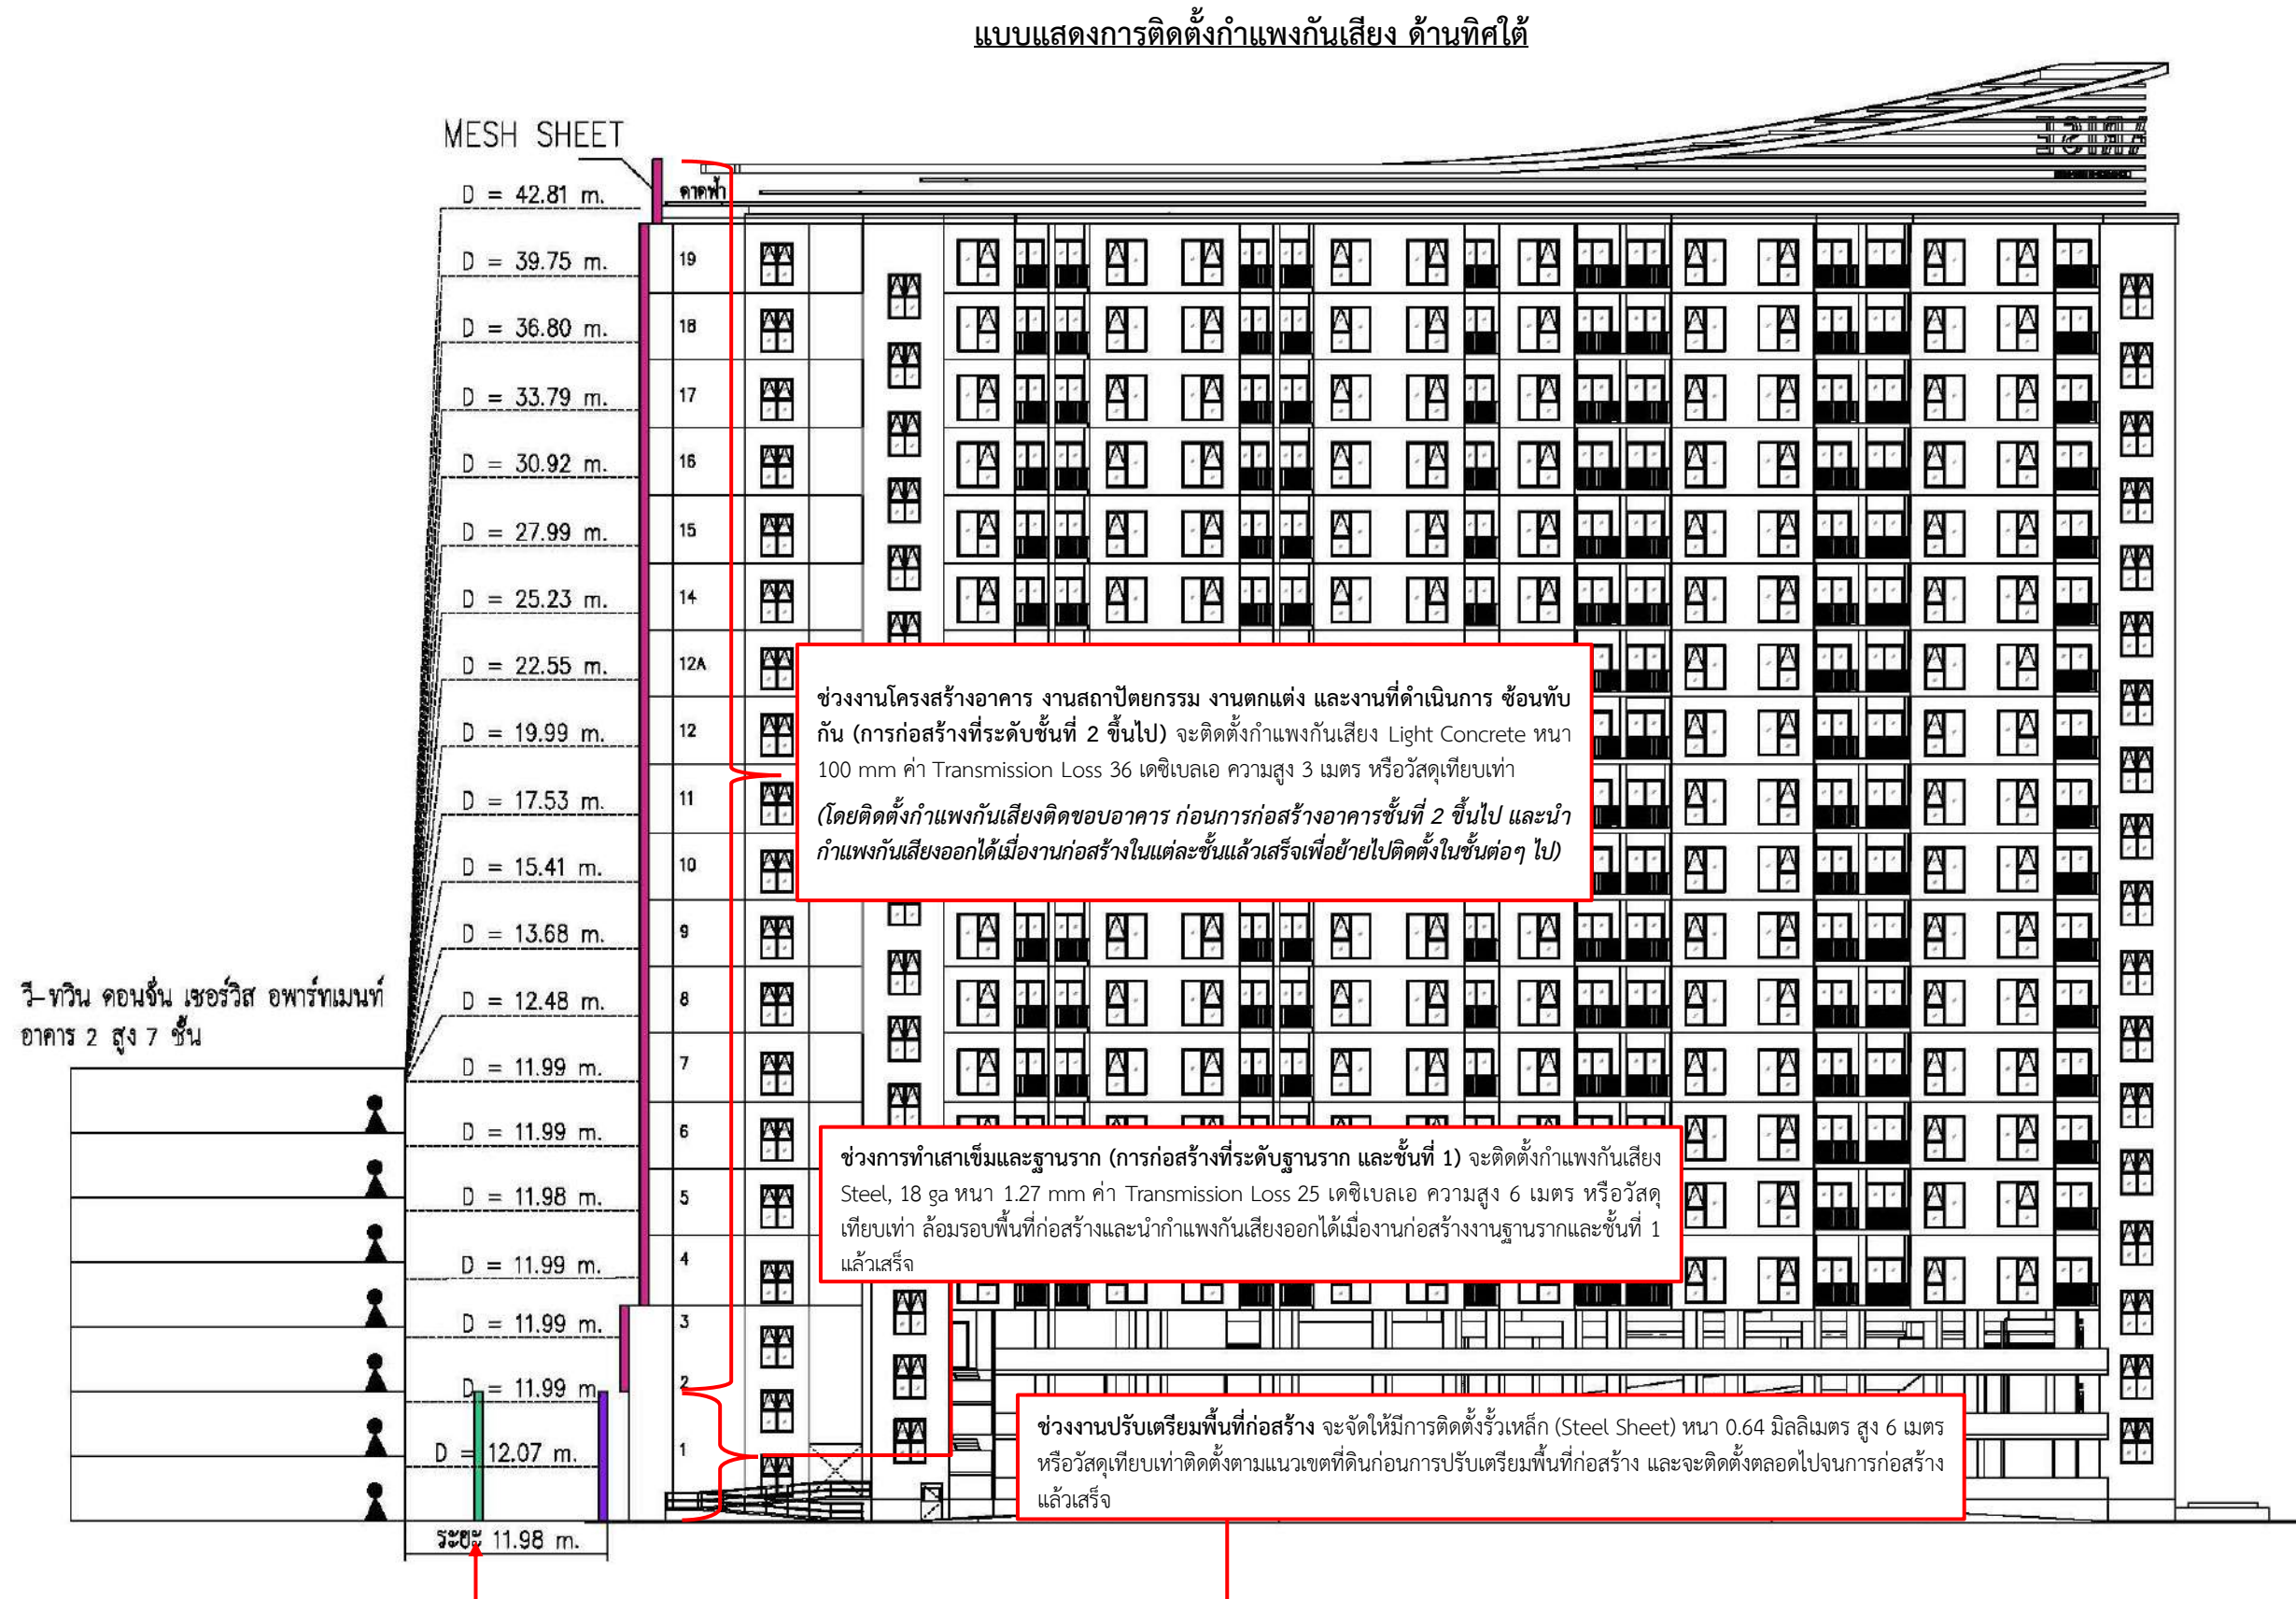 แบบแสดงการติดตั้งกำแพงกันเสียง ด้านทิศใต้
MESH SHEET
D = 42.81 m.
ดาดฟ้า
D = 39.75 m.
19
D = 36.80 m.
18
D = 33.79 m.
17
D = 30.92 m.
16
D = 27.99 m.
15
D = 25.23 m.
14
D = 22.55 m.
12A
D = 19.99 m.
12
D = 17.53 m.
11
D = 15.41 m.
10
D = 13.68 m.
9
D = 12.48 m.
8
D = 11.99 m.
7
D = 11.99 m.
6
D = 11.98 m.
5
D = 11.99 m.
4
D = 11.99 m.
3
D = 11.99 m
2
D = 12.07 m.
1
ระยะ 11.98 m.
วี-ทวิน คอนจั่น เซอร์วิส อพาร์ทเมนท์
อาคาร 2 สูง 7 ชั้น
ช่วงงานโครงสร้างอาคาร งานสถาปัตยกรรม งานตกแต่ง และงานที่ดำเนินการ ซ้อนทับ
กัน (การก่อสร้างที่ระดับชั้นที่ 2 ขึ้นไป) จะติดตั้งกำแพงกันเสียง Light Concrete หนา
100 mm ค่า Transmission Loss 36 เดซิเบลเอ ความสูง 3 เมตร หรือวัสดุเทียบเท่า
(โดยติดตั้งกำแพงกันเสียงติดขอบอาคาร ก่อนการก่อสร้างอาคารชั้นที่ 2 ขึ้นไป และนำ
กำแพงกันเสียงออกได้เมื่องานก่อสร้างในแต่ละชั้นแล้วเสร็จเพื่อย้ายไปติดตั้งในชั้นต่อๆ ไป)
ช่วงการทำเสาเข็มและฐานราก (การก่อสร้างที่ระดับฐานราก และชั้นที่ 1) จะติดตั้งกำแพงกันเสียง
Steel, 18 ga หนา 1.27 mm ค่า Transmission Loss 25 เดซิเบลเอ ความสูง 6 เมตร หรือวัสดุ
เทียบเท่า ล้อมรอบพื้นที่ก่อสร้างและนำกำแพงกันเสียงออกได้เมื่องานก่อสร้างงานฐานรากและชั้นที่ 1
แล้วเสร็จ
ช่วงงานปรับเตรียมพื้นที่ก่อสร้าง จะจัดให้มีการติดตั้งรั้วเหล็ก (Steel Sheet) หนา 0.64 มิลลิเมตร สูง 6 เมตร
หรือวัสดุเทียบเท่าติดตั้งตามแนวเขตที่ดินก่อนการปรับเตรียมพื้นที่ก่อสร้าง และจะติดตั้งตลอดไปจนการก่อสร้าง
แล้วเสร็จ